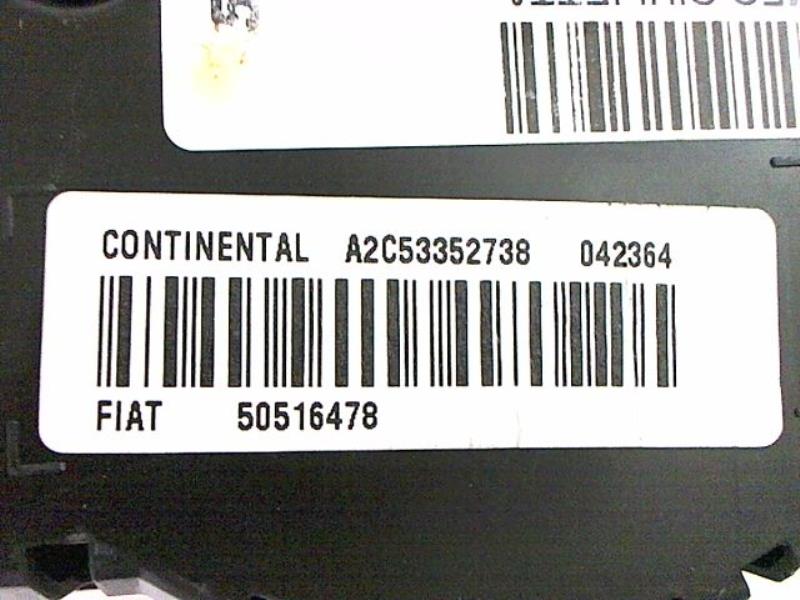 CONTINENTAL A2C53352738 042364
FIAT 50516478